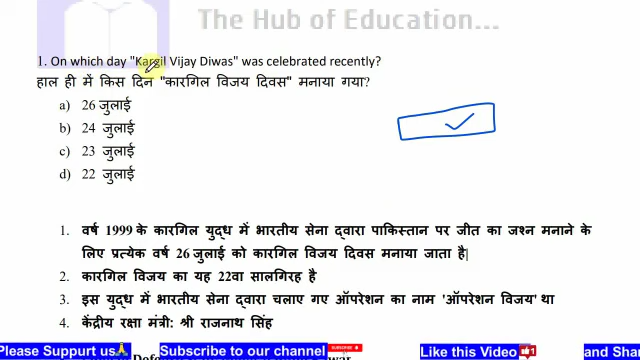 The Hub of Education...
1. On which day "Kargil Vijay Diwas" was celebrated recently?
हाल ही में किस दिन "कारगिल विजय दिवस" मनाया गया?
a) 26 जुलाई
b) 24 जुलाई
c) 23 जुलाई
d) 22 जुलाई
1. वर्ष 1999 के कारगिल युद्ध में भारतीय सेना द्वारा पाकिस्तान पर जीत का जश्न मनाने के
लिए प्रत्येक वर्ष 26 जुलाई को कारगिल विजय दिवस मनाया जाता है|
2. कारगिल विजय का यह 22वा सालगिरह है
3. इस युद्ध में भारतीय सेना द्वारा चलाए गए ऑपरेशन का नाम 'ऑपरेशन विजय' था
4. केंद्रीय रक्षा मंत्री: श्री राजनाथ सिंह
Please Suppurt us Subscribe to our channel Like this Video and Shar